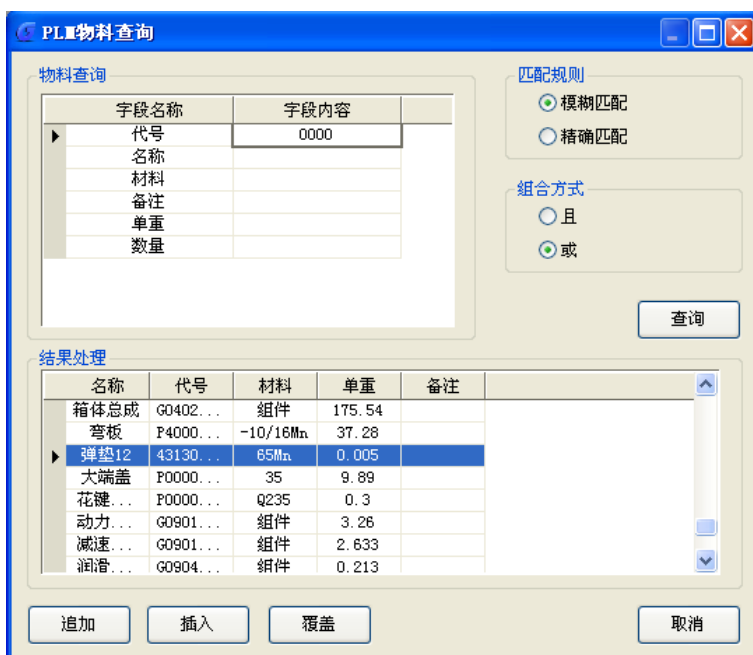 PLM物料查询
物料查询
字段名称 字段内容
代号 0000
名称
材料
备注
单重
数量
匹配规则
模糊匹配
精确匹配
组合方式
且
或
查询
结果处理
名称 代号 材料 单重 备注
箱体总成 G0402... 组件 175.54
弯板 P4000... -10/16Mn 37.28
弹垫12 43130... 65Mn 0.005
大端盖 P0000... 35 9.89
花键... P0000... Q235 0.3
动力... G0901... 组件 3.26
减速... G0901... 组件 2.633
润滑... G0904... 组件 0.213
追加 插入 覆盖 取消